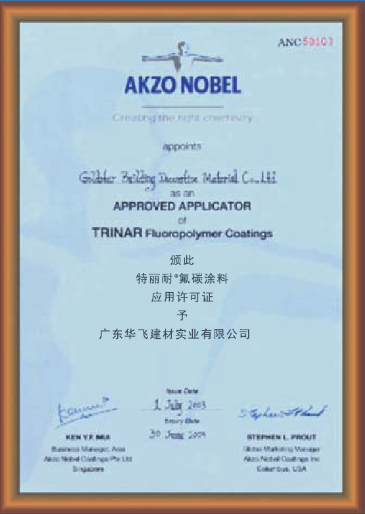 ANC50103
AKZO NOBEL
Creating the right chemistry
appoints
Building Decorative Material Co., Ltd
as an
APPROVED APPLICATOR
of
TRINAR Fluoropolymer Coatings
颁此
特丽耐®氟碳涂料
应用许可证
予
广东华飞建材实业有限公司
Issue Date
1 July 2003
Expiry Date
30 June
KEN Y.F. MUI
STEPHEN L. PROUT
Business Manager, Asia
Global Marketing Manager
Akzo Nobel Coatings Pte Ltd
Akzo Nobel Coatings Inc
Singapore
Columbus, USA